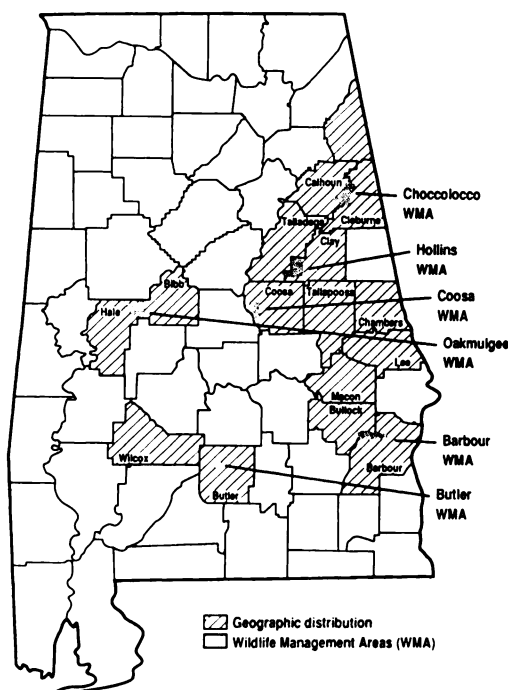 Calhoun
Choccolocco
WMA
Talladega
Cleburne
Clay
Hollins
WMA
Bibb
Coosa
Tallapoosa
Coosa
WMA
Hale
Chambers
Oakmulgee
WMA
Lee
Macon
Bullock
Barbour
WMA
Wilcox
Barbour
Butler
WMA
Butler
Geographic distribution
Wildlife Management Areas (WMA)